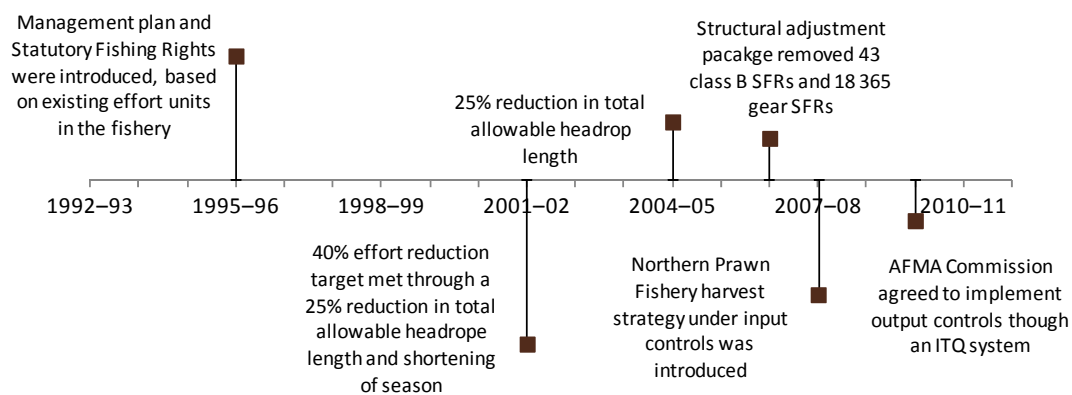 Management plan and
Statutory Fishing Rights
were introduced, based
on existing effort units
in the fishery
25% reduction in total
allowable headrop
length
Structural adjustment
pacakge removed 43
class B SFRs and 18 365
gear SFRs
1992–93
1995–96
1998–99
2001–02
2004–05
2007–08
2010–11
40% effort reduction
target met through a
25% reduction in total
allowable headrope
length and shortening
of season
Northern Prawn
Fishery harvest
strategy under input
controls was
introduced
AFMA Commission
agreed to implement
output controls though
an ITQ system